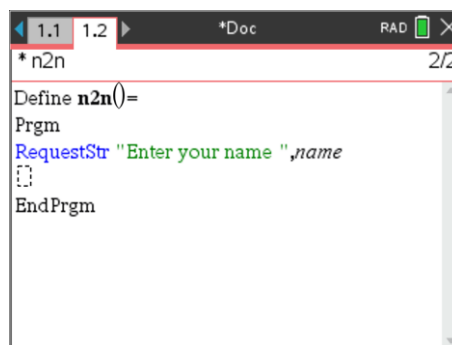 1.1 1.2 *Doc RAD
* n2n 2/2
Define n2n()=
Prgm
RequestStr "Enter your name ",name
EndPrgm